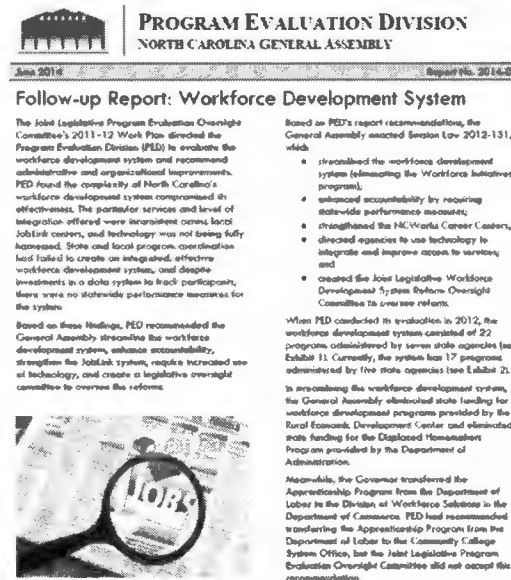 PROGRAM EVALUATION DIVISION
NORTH CAROLINA GENERAL ASSEMBLY
June 2014
Report No. 2014-0
Follow-up Report: Workforce Development System
The Joint Legislative Program Evaluation Oversight
Committee's 2011-12 Work Plan directed the
Program Evaluation Division (PED) to evaluate the
workforce development system and recommend
administrative and organizational improvements.
PED found the complexity of North Carolina's
workforce development system compromised its
effectiveness. The particular services and level of
integration offered were inconsistent across local
JobLink centers, and technology was not being fully
harnessed. State and local program coordination
had failed to create an integrated, effective
workforce development system, and despite
investments in a data system to track participants,
there were no statewide performance measures for
the system.
Based on these findings, PED recommended the
General Assembly streamline the workforce
development system, enhance accountability,
strengthen the JobLink system, require increased use
of technology, and create a legislative oversight
committee to oversee the reforms.
JOBS
Based on PED's report recommendations, the
General Assembly enacted Session Law 2012-131,
which
• streamlined the workforce development
system (eliminating the Workforce Initiatives
program);
• enhanced accountability by requiring
statewide performance measures;
• strengthened the NCWorks Career Centers;
• directed agencies to use technology to
integrate and improve access to services;
and
• created the Joint Legislative Workforce
Development System Reform Oversight
Committee to oversee reform.
When PED conducted its evaluation in 2012, the
workforce development system consisted of 22
programs administered by seven state agencies (see
Exhibit 1). Currently, the system has 17 programs
administered by five state agencies (see Exhibit 2).
In streamlining the workforce development system,
the General Assembly eliminated state funding for
workforce development programs provided by the
Rural Economic Development Center and eliminated
state funding for the Displaced Homemakers
Program provided by the Department of
Administration.
Meanwhile, the Governor transferred the
Apprenticeship Program from the Department of
Labor to the Division of Workforce Solutions in the
Department of Commerce. PED had recommended
transferring the Apprenticeship Program from the
Department of Labor to the Community College
System Office, but the Joint Legislative Program
Evaluation Oversight Committee did not accept this
recommendation.